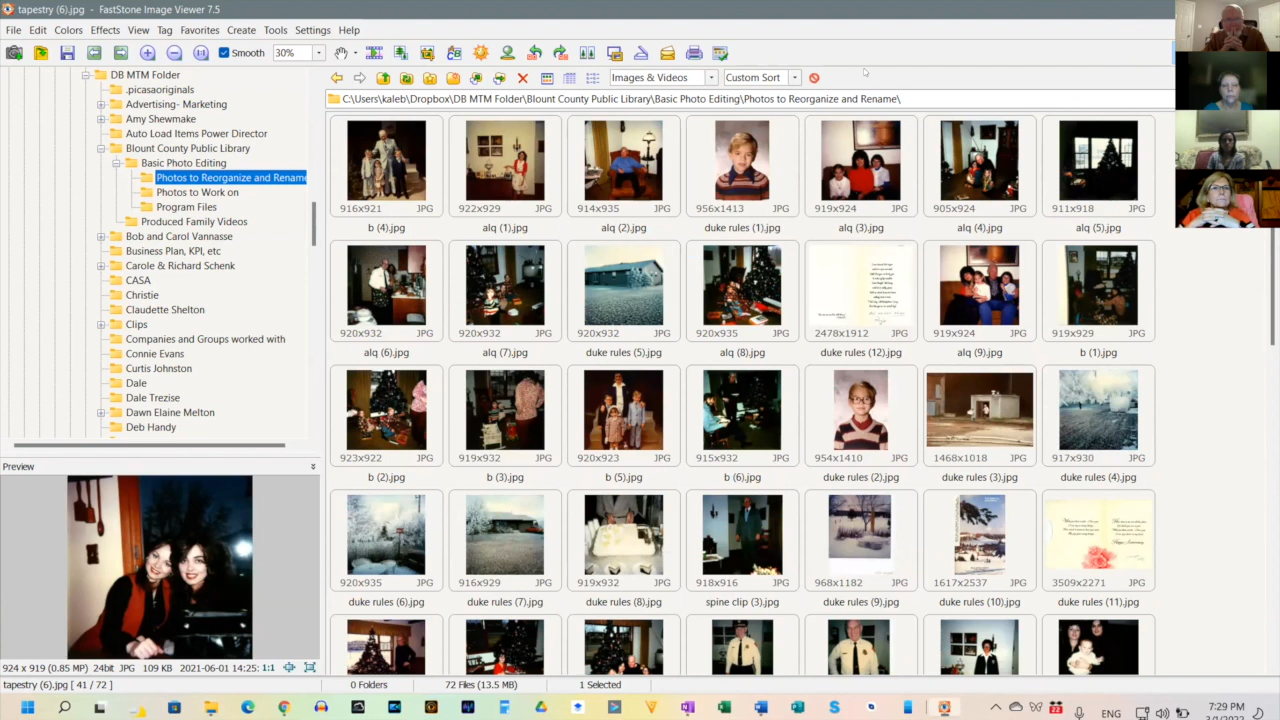 tapestry (6).jpg - FastStone Image Viewer 7.5
File Edit Colors Effects View Tag Favorites Create Tools Settings Help
Smooth 30%
Images & Videos Custom Sort
C:\Users\kaleb\Dropbox\DB MTM Folder\Blount County Public Library\Basic Photo Editing\Photos to Reorganize and Rename\
DB MTM Folder
.picasaoriginals
Advertising- Marketing
Amy Shewmake
Auto Load Items Power Director
Blount County Public Library
Basic Photo Editing
Photos to Reorganize and Rename
Photos to Work on
Program Files
Produced Family Videos
Bob and Carol Vannasse
Business Plan, KPI, etc
Carole & Richard Schenk
CASA
Christie
Claudette Shelton
Clips
Companies and Groups worked with
Connie Evans
Curtis Johnston
Dale
Dale Trezise
Dawn Elaine Melton
Deb Handy
Preview
924 x 919 (0.85 MP) 24bit JPG 109 KB 2021-06-01 14:25: 1:1
tapestry (6).jpg [ 41 / 72 ]
916x921 JPG 922x929 JPG 914x935 JPG 956x1413 JPG 919x924 JPG 905x924 JPG 911x918 JPG
b (4).jpg alq (1).jpg alq (2).jpg duke rules (1).jpg alq (3).jpg alq (4).jpg alq (5).jpg
920x932 JPG 920x932 JPG 920x932 JPG 920x935 JPG 2478x1912 JPG 919x924 JPG 919x929 JPG
alq (6).jpg alq (7).jpg duke rules (5).jpg alq (8).jpg duke rules (12).jpg alq (9).jpg b (1).jpg
923x922 JPG 919x932 JPG 920x923 JPG 915x932 JPG 954x1410 JPG 1468x1018 JPG 917x930 JPG
b (2).jpg b (3).jpg b (5).jpg b (6).jpg duke rules (2).jpg duke rules (3).jpg duke rules (4).jpg
920x935 JPG 916x929 JPG 919x932 JPG 918x916 JPG 968x1182 JPG 1617x2537 JPG 3509x2271 JPG
duke rules (6).jpg duke rules (7).jpg duke rules (8).jpg spine clip (3).jpg duke rules (9).jpg duke rules (10).jpg duke rules (11).jpg
0 Folders 72 Files (13.5 MB) 1 Selected
22 ENG 7:29 PM
3/1/2022